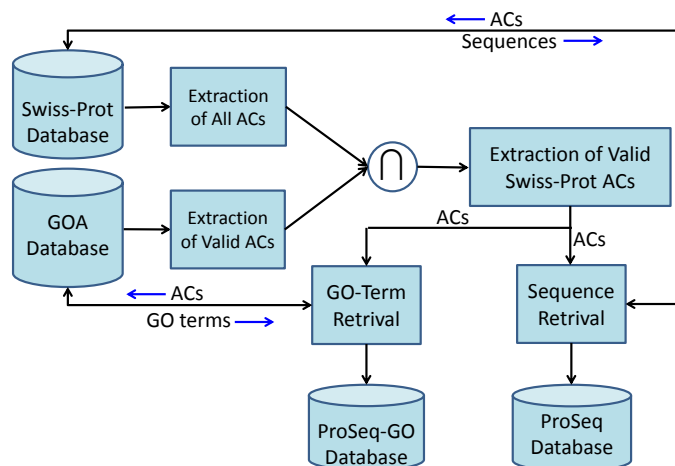 ACs
Sequences
Swiss-Prot
Database
Extraction
of All ACs
⋂
Extraction of Valid
Swiss-Prot ACs
GOA
Database
Extraction
of Valid ACs
ACs
ACs
ACs
GO terms
GO-Term
Retrival
Sequence
Retrival
ProSeq-GO
Database
ProSeq
Database